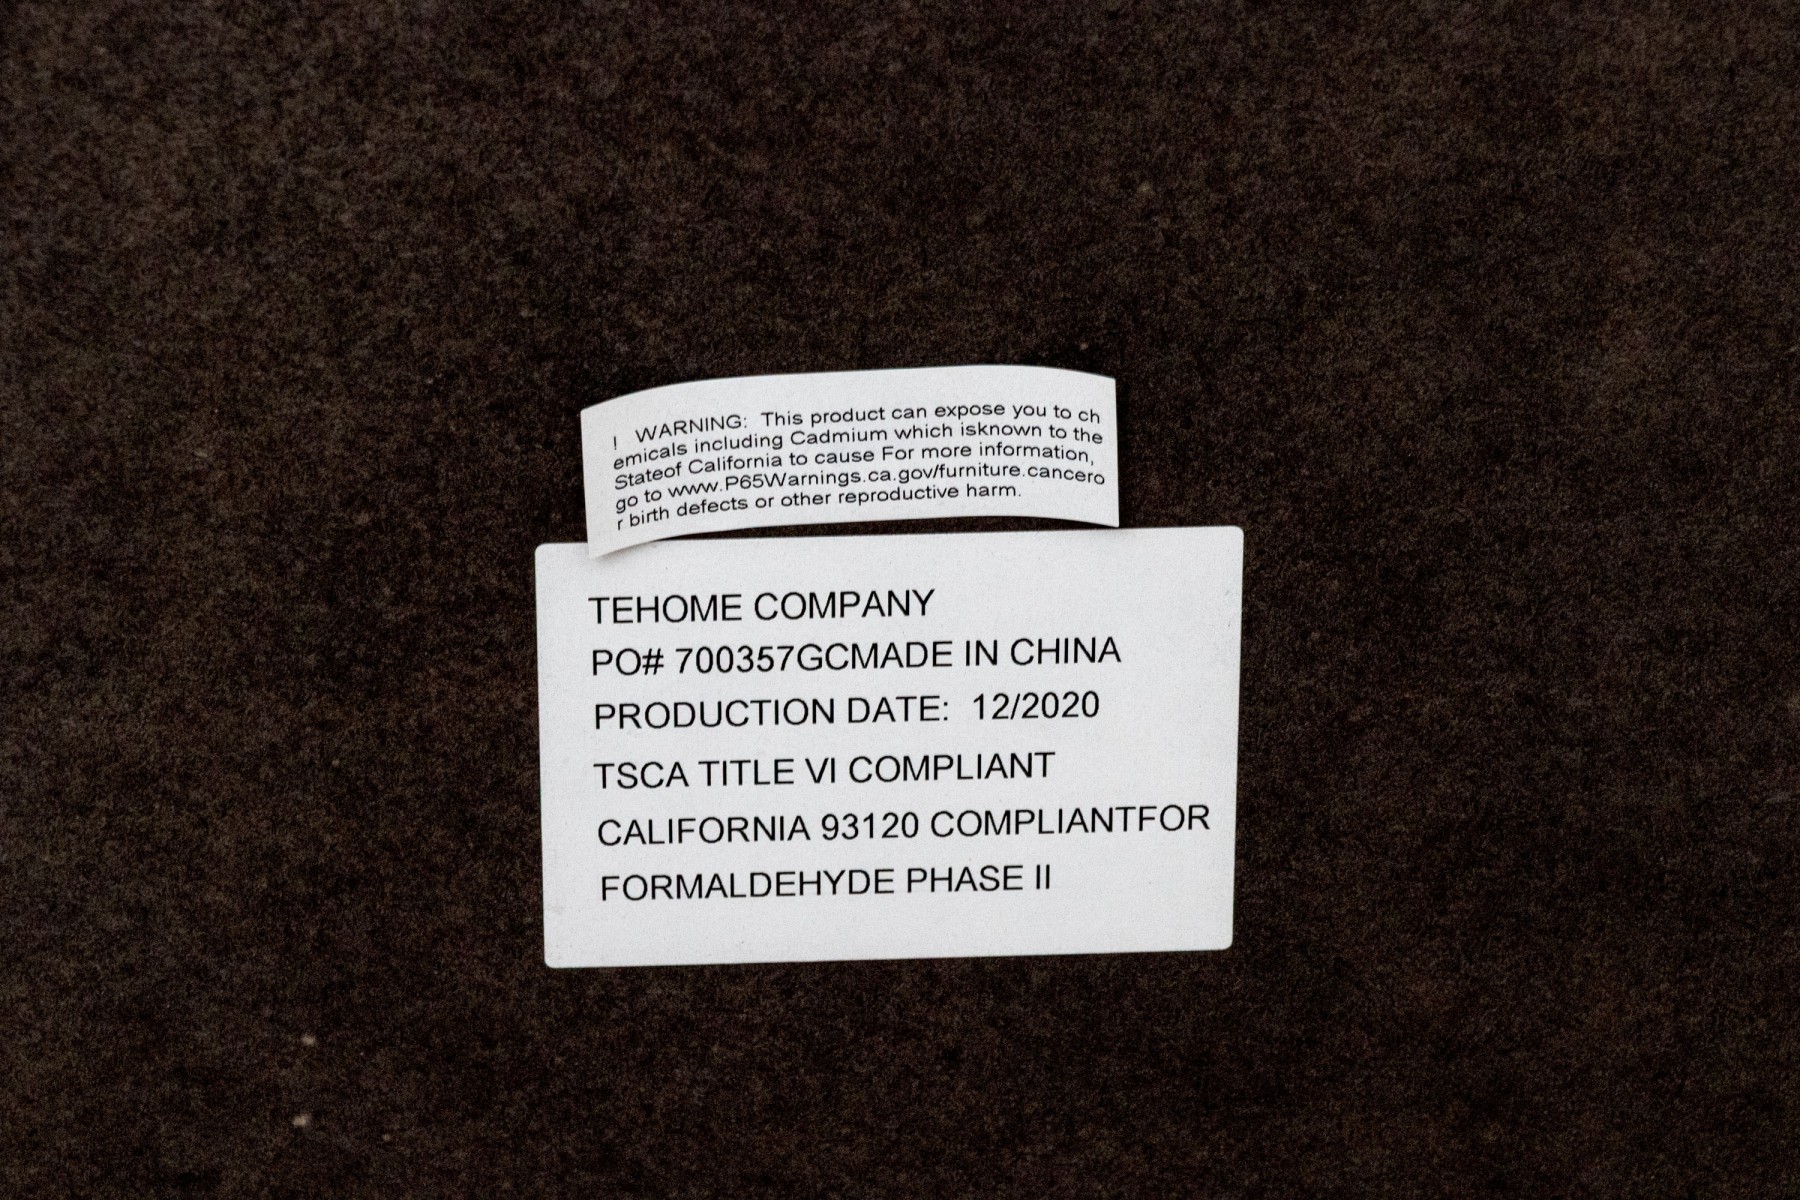 ! WARNING: This product can expose you to ch
emicals including Cadmium which isknown to the
Stateof California to cause For more information,
go to www.P65Warnings.ca.gov/furniture.cancero
r birth defects or other reproductive harm.
TEHOME COMPANY
PO# 700357GCMADE IN CHINA
PRODUCTION DATE: 12/2020
TSCA TITLE VI COMPLIANT
CALIFORNIA 93120 COMPLIANTFOR
FORMALDEHYDE PHASE II